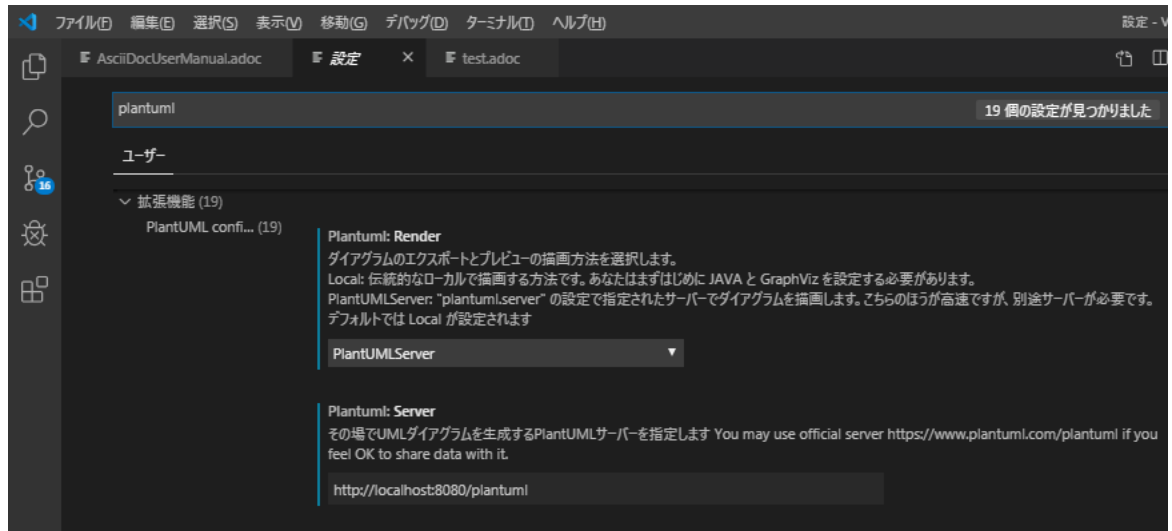 ファイル(F) 編集(E) 選択(S) 表示(V) 移動(G) デバッグ(D) ターミナル(T) ヘルプ(H) 設定 - V
AsciiDocUserManual.adoc 設定 × test.adoc
plantuml 19 個の設定が見つかりました
ユーザー
16
拡張機能 (19)
PlantUML confi... (19)
Plantuml: Render
ダイアグラムのエクスポートとプレビューの描画方法を選択します。
Local: 伝統的なローカルで描画する方法です。あなたはまずはじめに JAVA と GraphViz を設定する必要があります。
PlantUMLServer: "plantuml.server" の設定で指定されたサーバーでダイアグラムを描画します。こちらのほうが高速ですが、別途サーバーが必要です。
デフォルトでは Local が設定されます
PlantUMLServer
Plantuml: Server
その場でUMLダイアグラムを生成するPlantUMLサーバーを指定します You may use official server https://www.plantuml.com/plantuml if you
feel OK to share data with it.
http://localhost:8080/plantuml